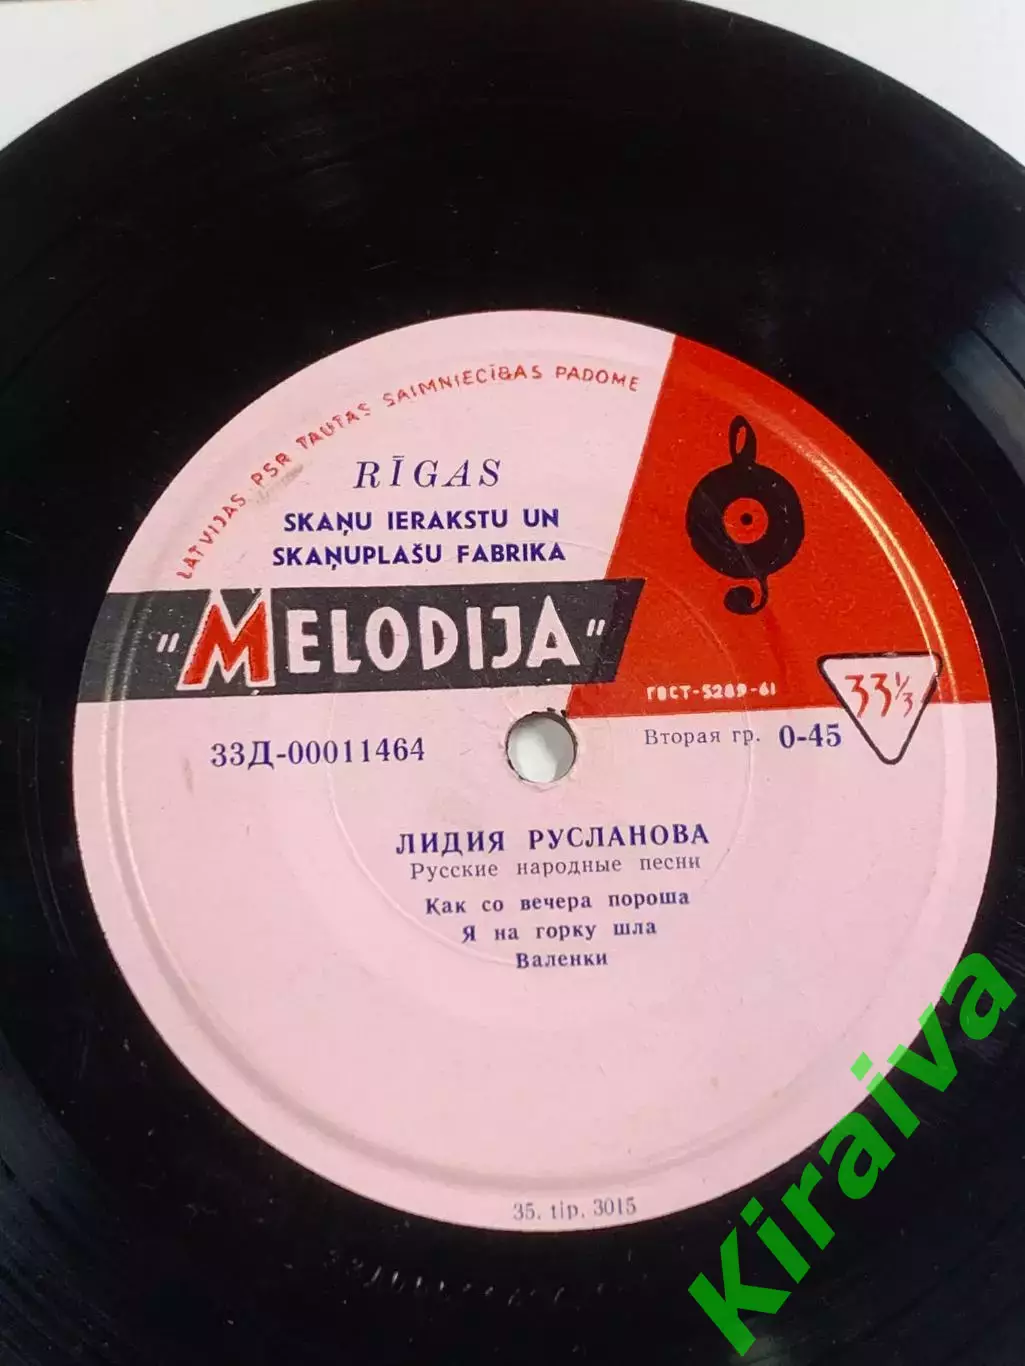 LATVIJAS PSR TAUTAS SAIMNIECĪBAS PADOME
RĪGAS
SKAŅU IERAKSTU UN
SKAŅUPLAŠU FABRIKA
"MELODIJA"
ГОСТ-5289-61
33⅓
33Д-00011464
Вторая гр. 0-45
ЛИДИЯ РУСЛАНОВА
Русские народные песни
Как со вечера пороша
Я на горку шла
Валенки
35. tip. 3015
Kiraiva